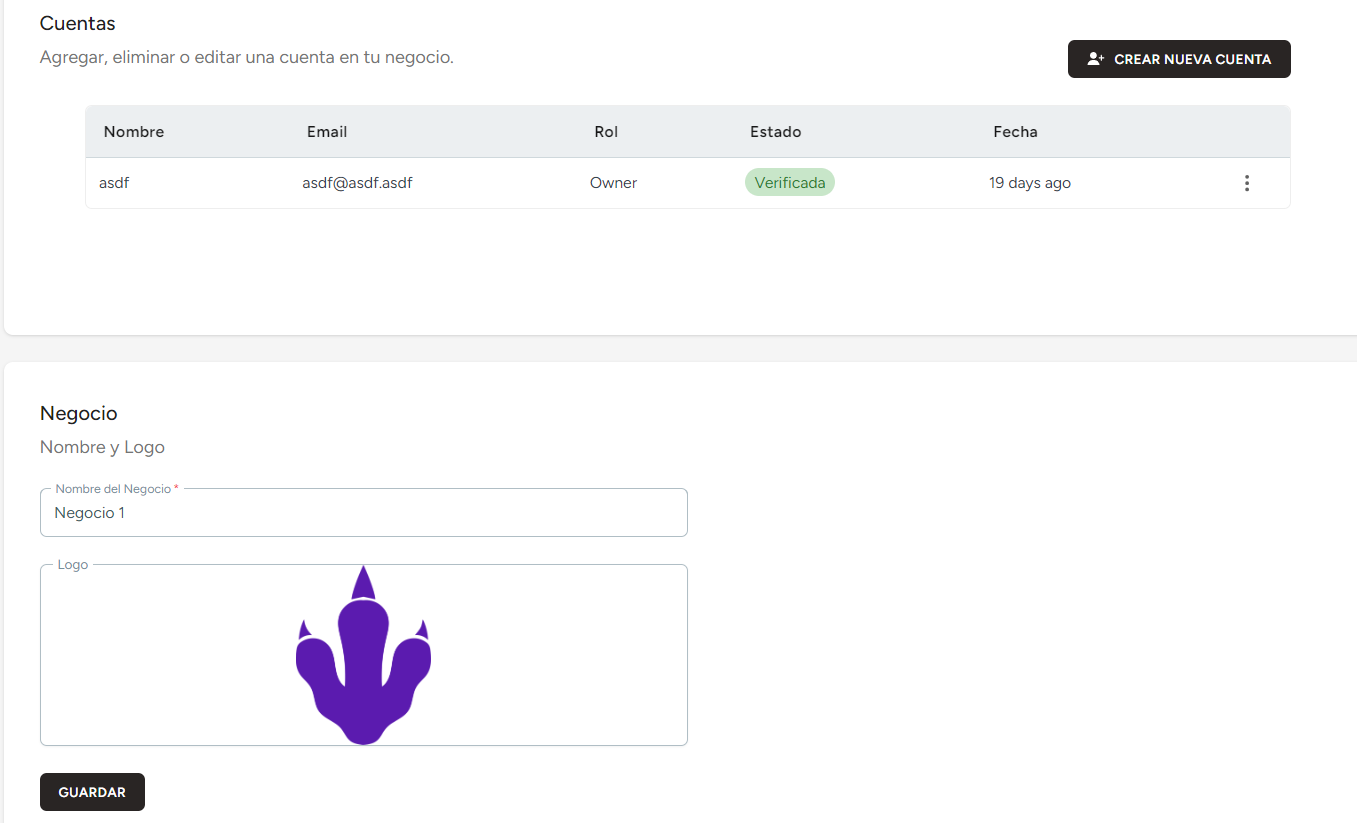 Cuentas
Agregar, eliminar o editar una cuenta en tu negocio.
CREAR NUEVA CUENTA
Nombre Email Rol Estado Fecha
asdf asdf@asdf.asdf Owner Verificada 19 days ago
Negocio
Nombre y Logo
Nombre del Negocio *
Negocio 1
Logo
GUARDAR